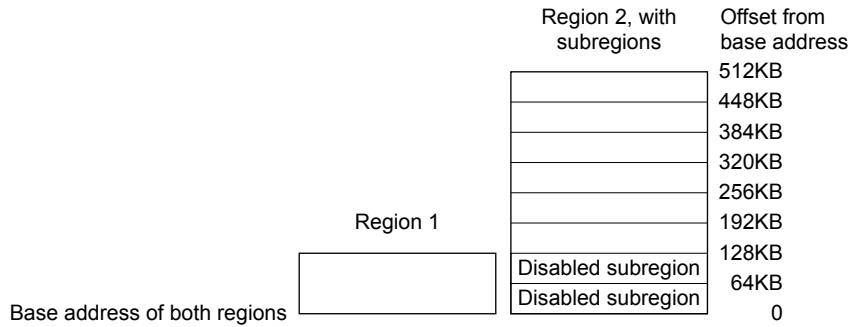 Region 2, with
subregions
Offset from
base address
512KB
448KB
384KB
320KB
256KB
192KB
Region 1
128KB
Disabled subregion
64KB
Disabled subregion
Base address of both regions
0